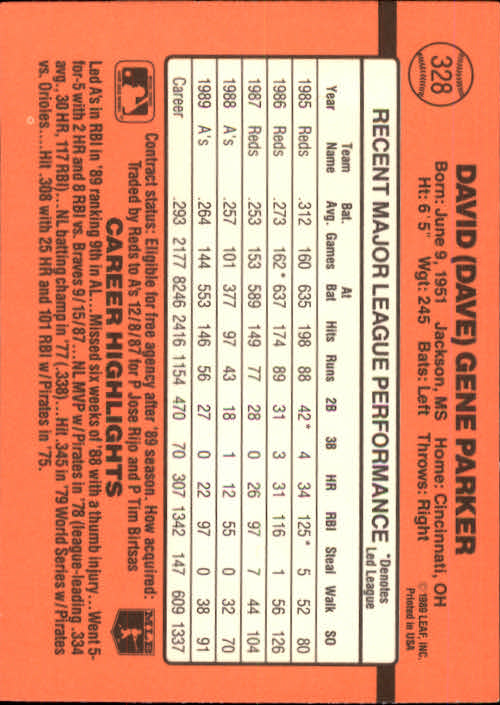 328
DAVID (DAVE) GENE PARKER
Born: June 9, 1951 Jackson, MS Home: Cincinnati, OH
Ht: 6' 5" Wgt: 245 Bats: Left Throws: Right
©1989 LEAF, INC.
Printed in USA
RECENT MAJOR LEAGUE PERFORMANCE *Denotes Led League
Year Team Name Bat. Avg. Games At Bat Hits Runs 2B 3B HR RBI Steal Walk SO
1985 Reds .312 160 635 198 88 42* 4 34 125* 5 52 80
1986 Reds .273 162* 637 174 89 31 3 31 116 1 56 126
1987 Reds .253 153 589 149 77 28 0 26 97 7 44 104
1988 A's .257 101 377 97 43 18 1 12 55 0 32 70
1989 A's .264 144 553 146 56 27 0 22 97 0 38 91
Career .293 2177 8246 2416 1154 470 70 307 1342 147 609 1337
Contract status: Eligible for free agency after '89 season. How acquired:
Traded by Reds to A's 12/8/87 for P Jose Rijo and P Tim Birtsas
CAREER HIGHLIGHTS
MLB
Led A's in RBI in '89 ranking 9th in AL...Missed six weeks of '88 with a thumb injury...Went 5-
for-5 with 2 HR and 8 RBI vs. Braves 9/15/87...NL MVP w/Pirates in '78 (league-leading .334
avg., 30 HR, 117 RBI)...NL batting champ in '77 (.338)...Hit .345 in '79 World Series w/Pirates
vs. Orioles....Hit .308 with 25 HR and 101 RBI w/Pirates in '75.